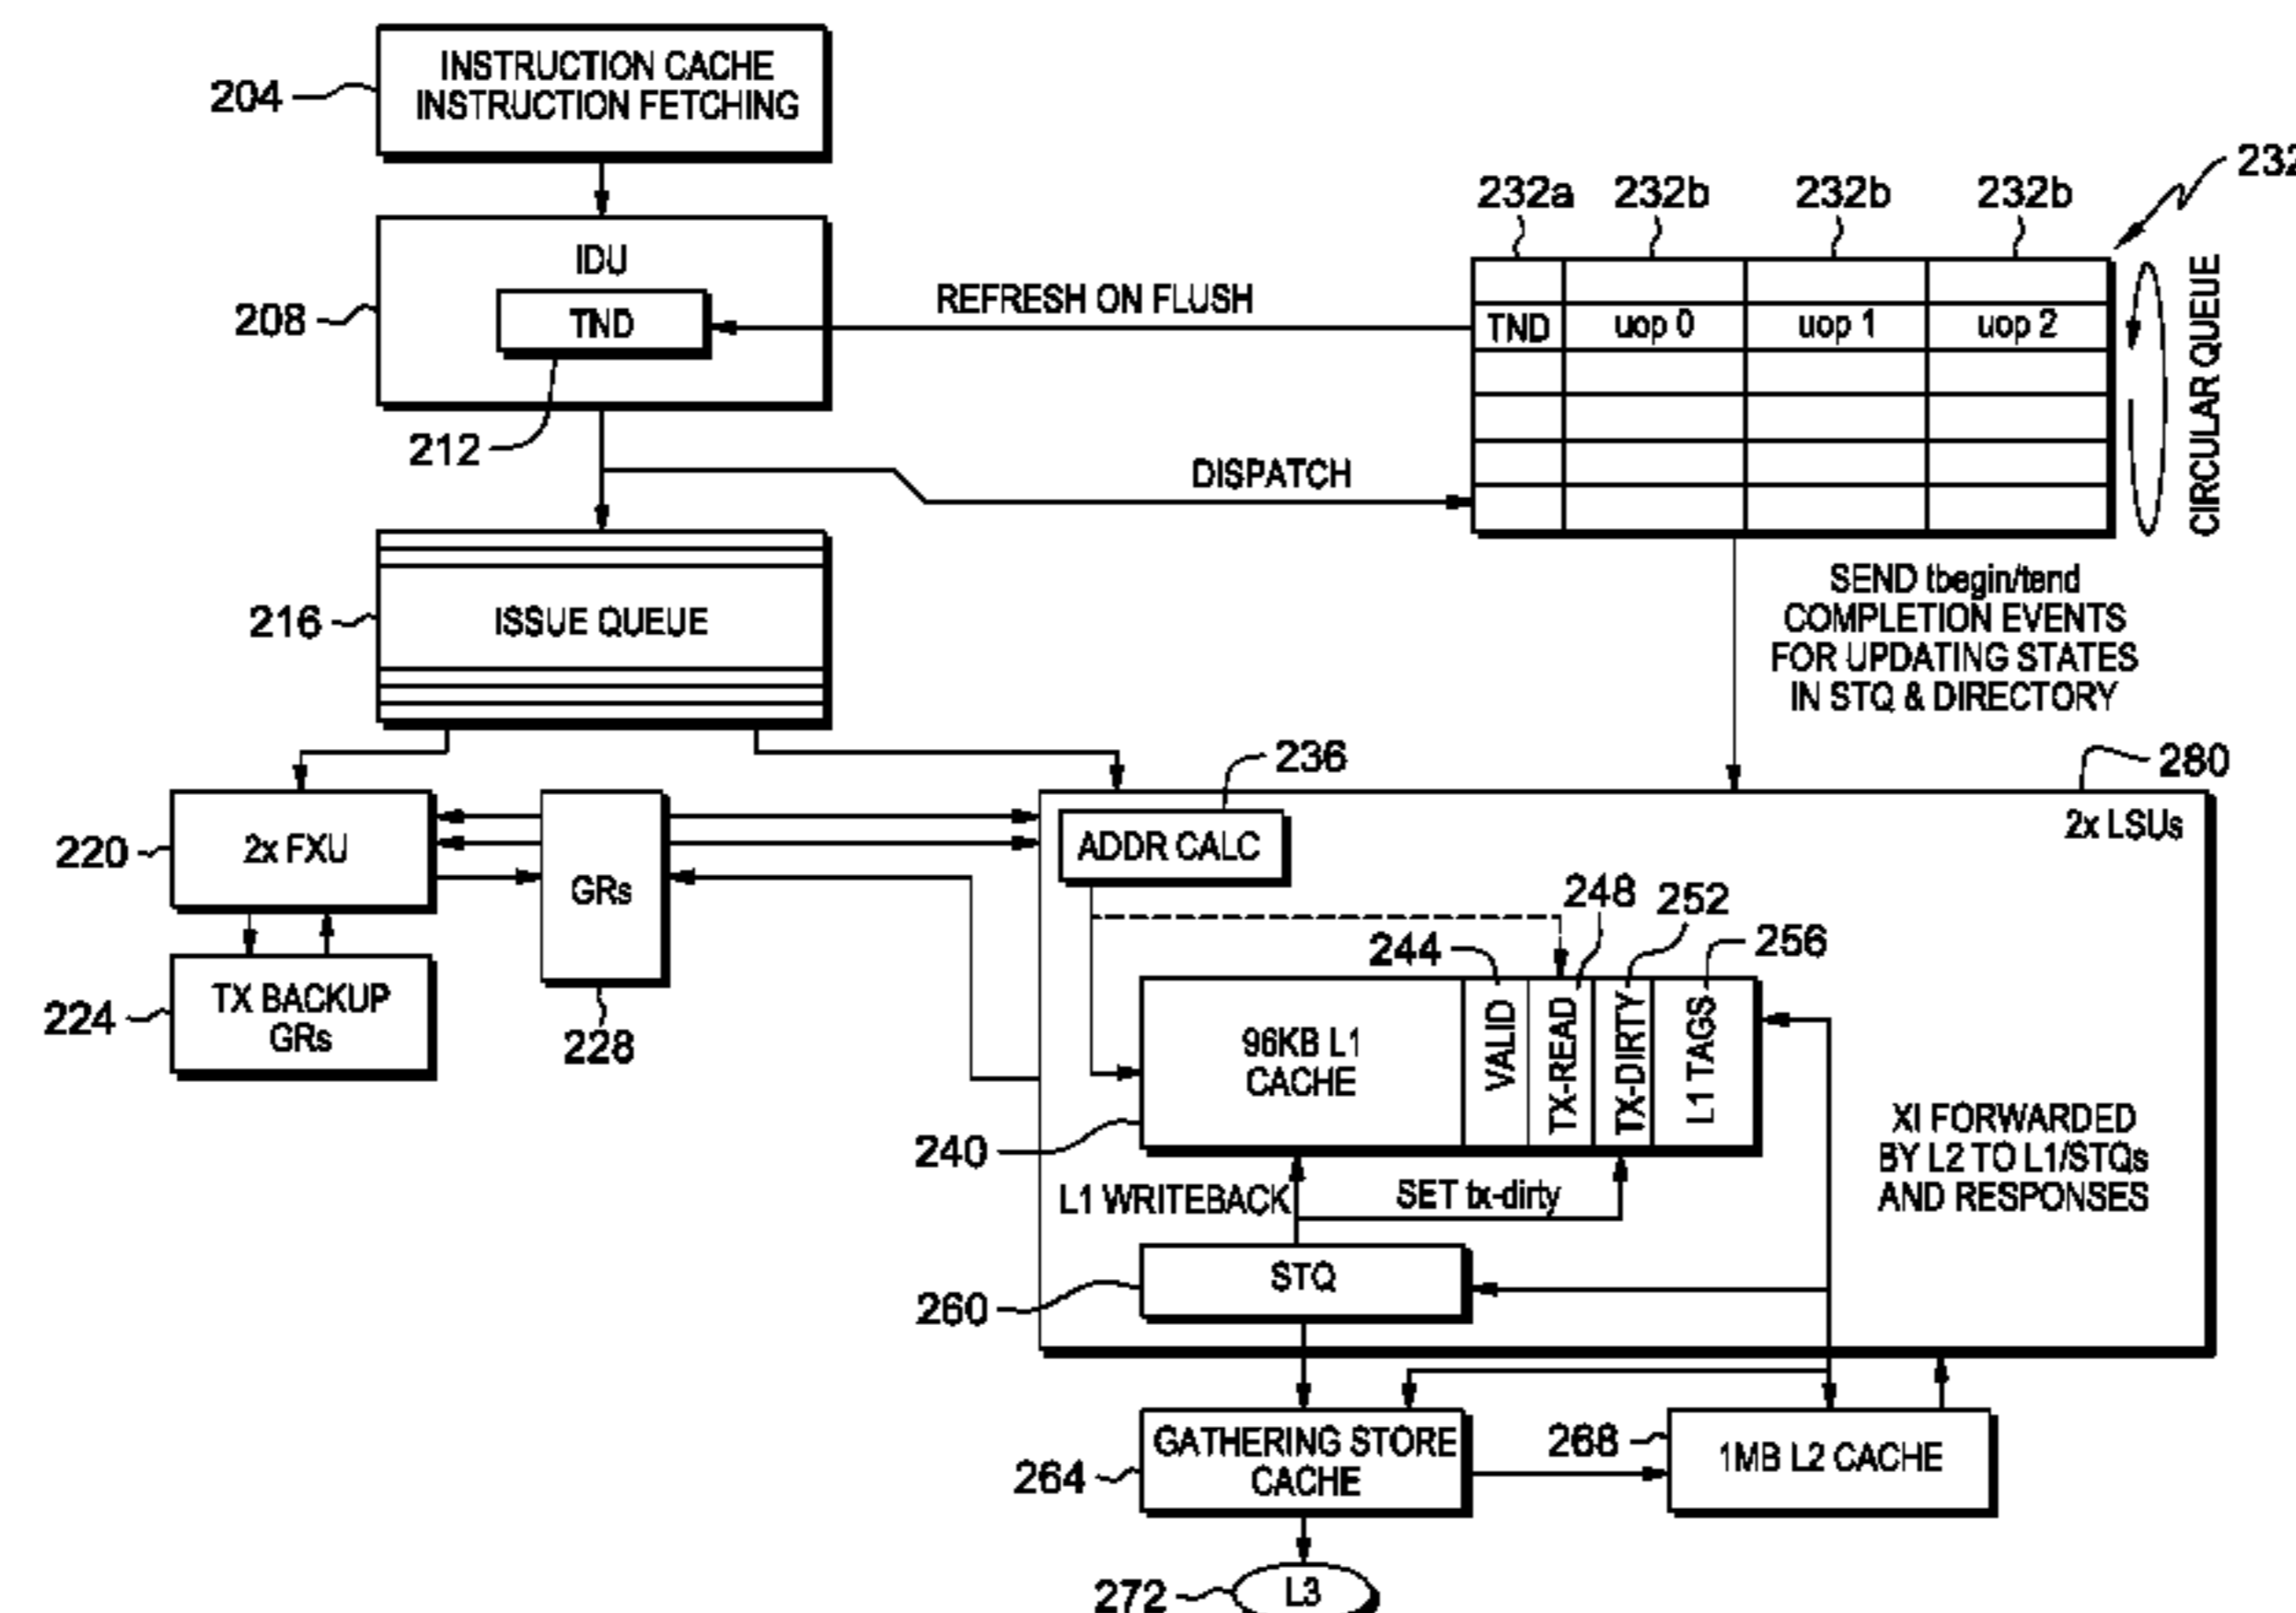 INSTRUCTION CACHE
INSTRUCTION FETCHING
204
IDU
TND
208
212
REFRESH ON FLUSH
DISPATCH
232
232a 232b 232b 232b
TND uop 0 uop 1 uop 2
CIRCULAR QUEUE
ISSUE QUEUE
216
SEND tbegin/tend
COMPLETION EVENTS
FOR UPDATING STATES
IN STQ & DIRECTORY
236
280
2x LSUs
220
2x FXU
GRs
228
224
TX BACKUP
GRs
ADDR CALC
244
248
252
256
96KB L1
CACHE
VALID
TX-READ
TX-DIRTY
L1 TAGS
240
XI FORWARDED
BY L2 TO L1/STQs
AND RESPONSES
L1 WRITEBACK
SET tx-dirty
STQ
260
GATHERING STORE
CACHE
264
268
1MB L2 CACHE
272
L3